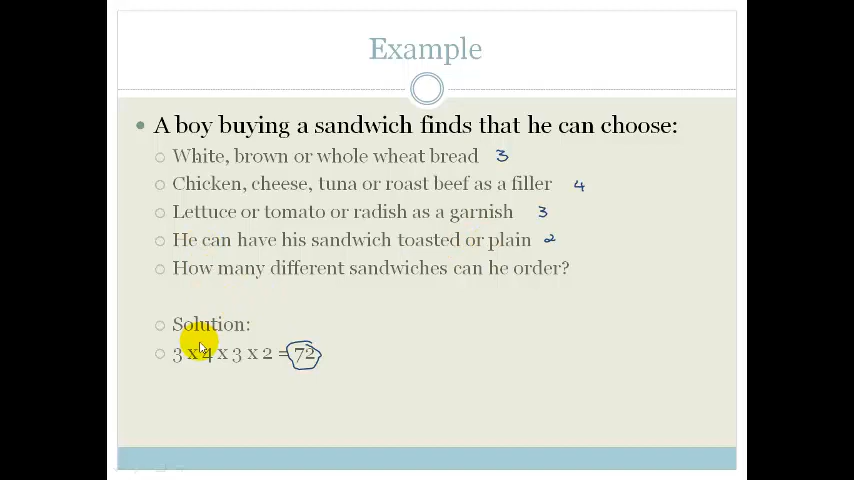 Example
A boy buying a sandwich finds that he can choose:
White, brown or whole wheat bread 3
Chicken, cheese, tuna or roast beef as a filler 4
Lettuce or tomato or radish as a garnish 3
He can have his sandwich toasted or plain 2
How many different sandwiches can he order?
Solution:
3 x 4 x 3 x 2 = 72